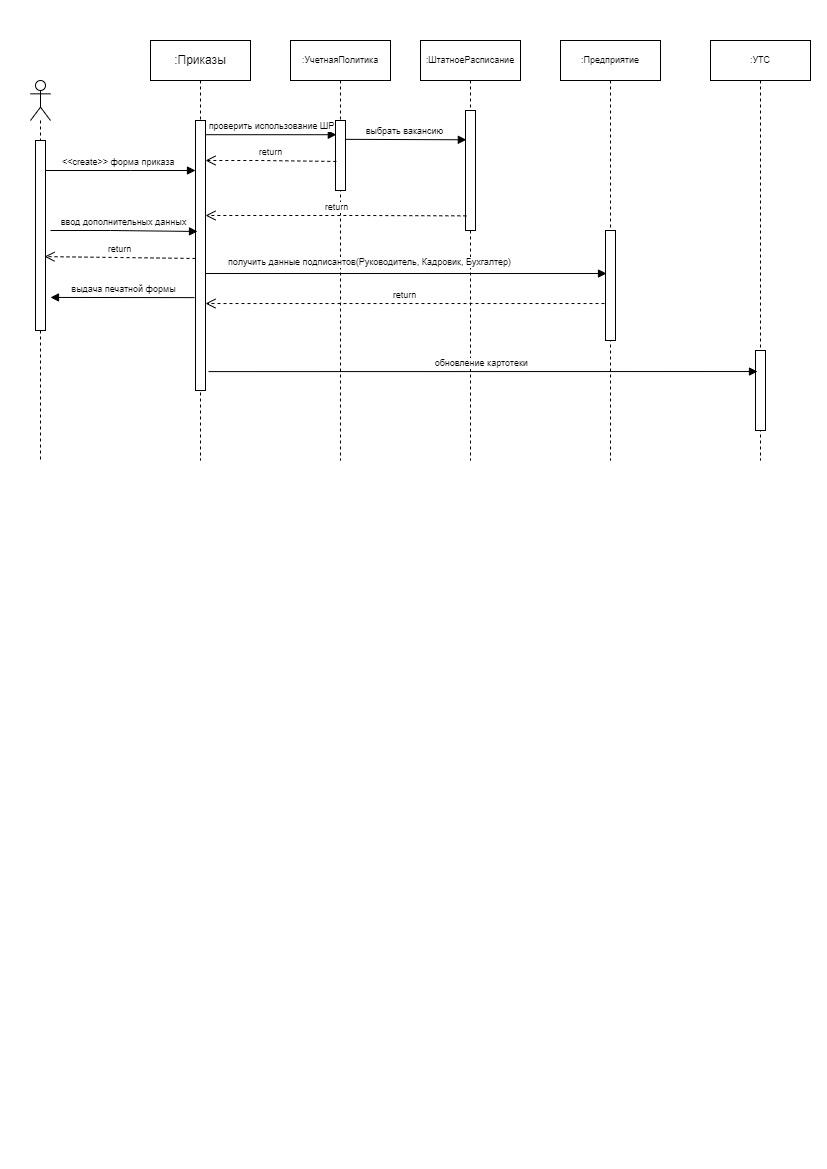 :Приказы
:УчетнаяПолитика
:ШтатноеРасписание
:Предприятие
:УТС
проверить использование ШР
выбрать вакансию
return
<<create>> форма приказа
return
ввод дополнительных данных
return
получить данные подписантов(Руководитель, Кадровик, Бухгалтер)
выдача печатной формы
return
обновление картотеки